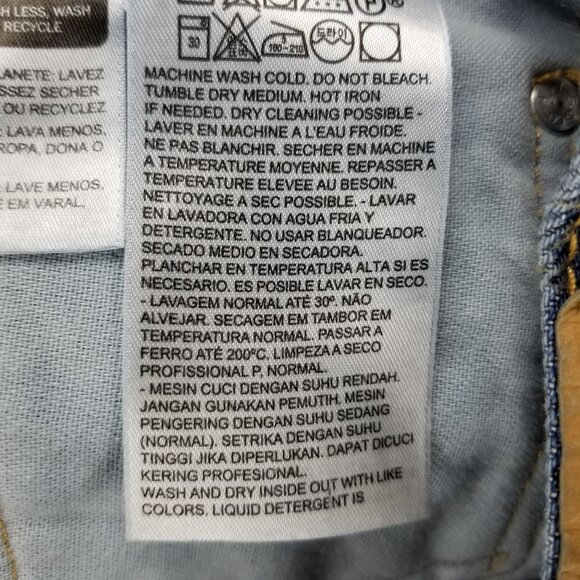 H LESS, WASH
RECYCLE
LANETE: LAVEZ
SSEZ SECHER
OU RECYCLEZ
: LAVA MENOS,
ROPA, DONA O
: LAVE MENOS.
E EM VARAL.
P
30
3
180~210
드라이
MACHINE WASH COLD. DO NOT BLEACH.
TUMBLE DRY MEDIUM. HOT IRON
IF NEEDED. DRY CLEANING POSSIBLE -
LAVER EN MACHINE A L'EAU FROIDE.
NE PAS BLANCHIR. SECHER EN MACHINE
A TEMPERATURE MOYENNE. REPASSER A
TEMPERATURE ELEVEE AU BESOIN.
NETTOYAGE A SEC POSSIBLE. - LAVAR
EN LAVADORA CON AGUA FRIA Y
DETERGENTE. NO USAR BLANQUEADOR.
SECADO MEDIO EN SECADORA.
PLANCHAR EN TEMPERATURA ALTA SI ES
NECESARIO. ES POSIBLE LAVAR EN SECO.
- LAVAGEM NORMAL ATÉ 30º. NÃO
ALVEJAR. SECAGEM EM TAMBOR EM
TEMPERATURA NORMAL. PASSAR A
FERRO ATÉ 200ºC. LIMPEZA A SECO
PROFISSIONAL P, NORMAL.
- MESIN CUCI DENGAN SUHU RENDAH.
JANGAN GUNAKAN PEMUTIH. MESIN
PENGERING DENGAN SUHU SEDANG
(NORMAL). SETRIKA DENGAN SUHU
TINGGI JIKA DIPERLUKAN. DAPAT DICUCI
KERING PROFESIONAL.
WASH AND DRY INSIDE OUT WITH LIKE
COLORS. LIQUID DETERGENT IS